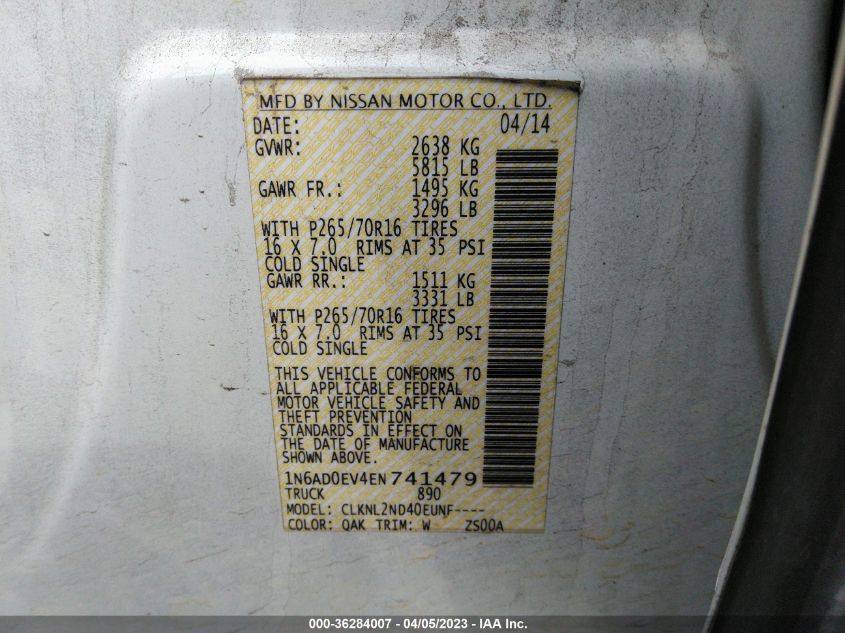 MFD BY NISSAN MOTOR CO., LTD.
DATE: 04/14
GVWR: 2638 KG
5815 LB
GAWR FR.: 1495 KG
3296 LB
WITH P265/70R16 TIRES
16 X 7.0 RIMS AT 35 PSI
COLD SINGLE
GAWR RR.: 1511 KG
3331 LB
WITH P265/70R16 TIRES
16 X 7.0 RIMS AT 35 PSI
COLD SINGLE
THIS VEHICLE CONFORMS TO
ALL APPLICABLE FEDERAL
MOTOR VEHICLE SAFETY AND
THEFT PREVENTION
STANDARDS IN EFFECT ON
THE DATE OF MANUFACTURE
SHOWN ABOVE.
1N6AD0EV4EN741479
TRUCK 890
MODEL: CLKNL2ND40EUNF----
COLOR: QAK TRIM: W ZS00A
000-36284007 - 04/05/2023 - IAA Inc.